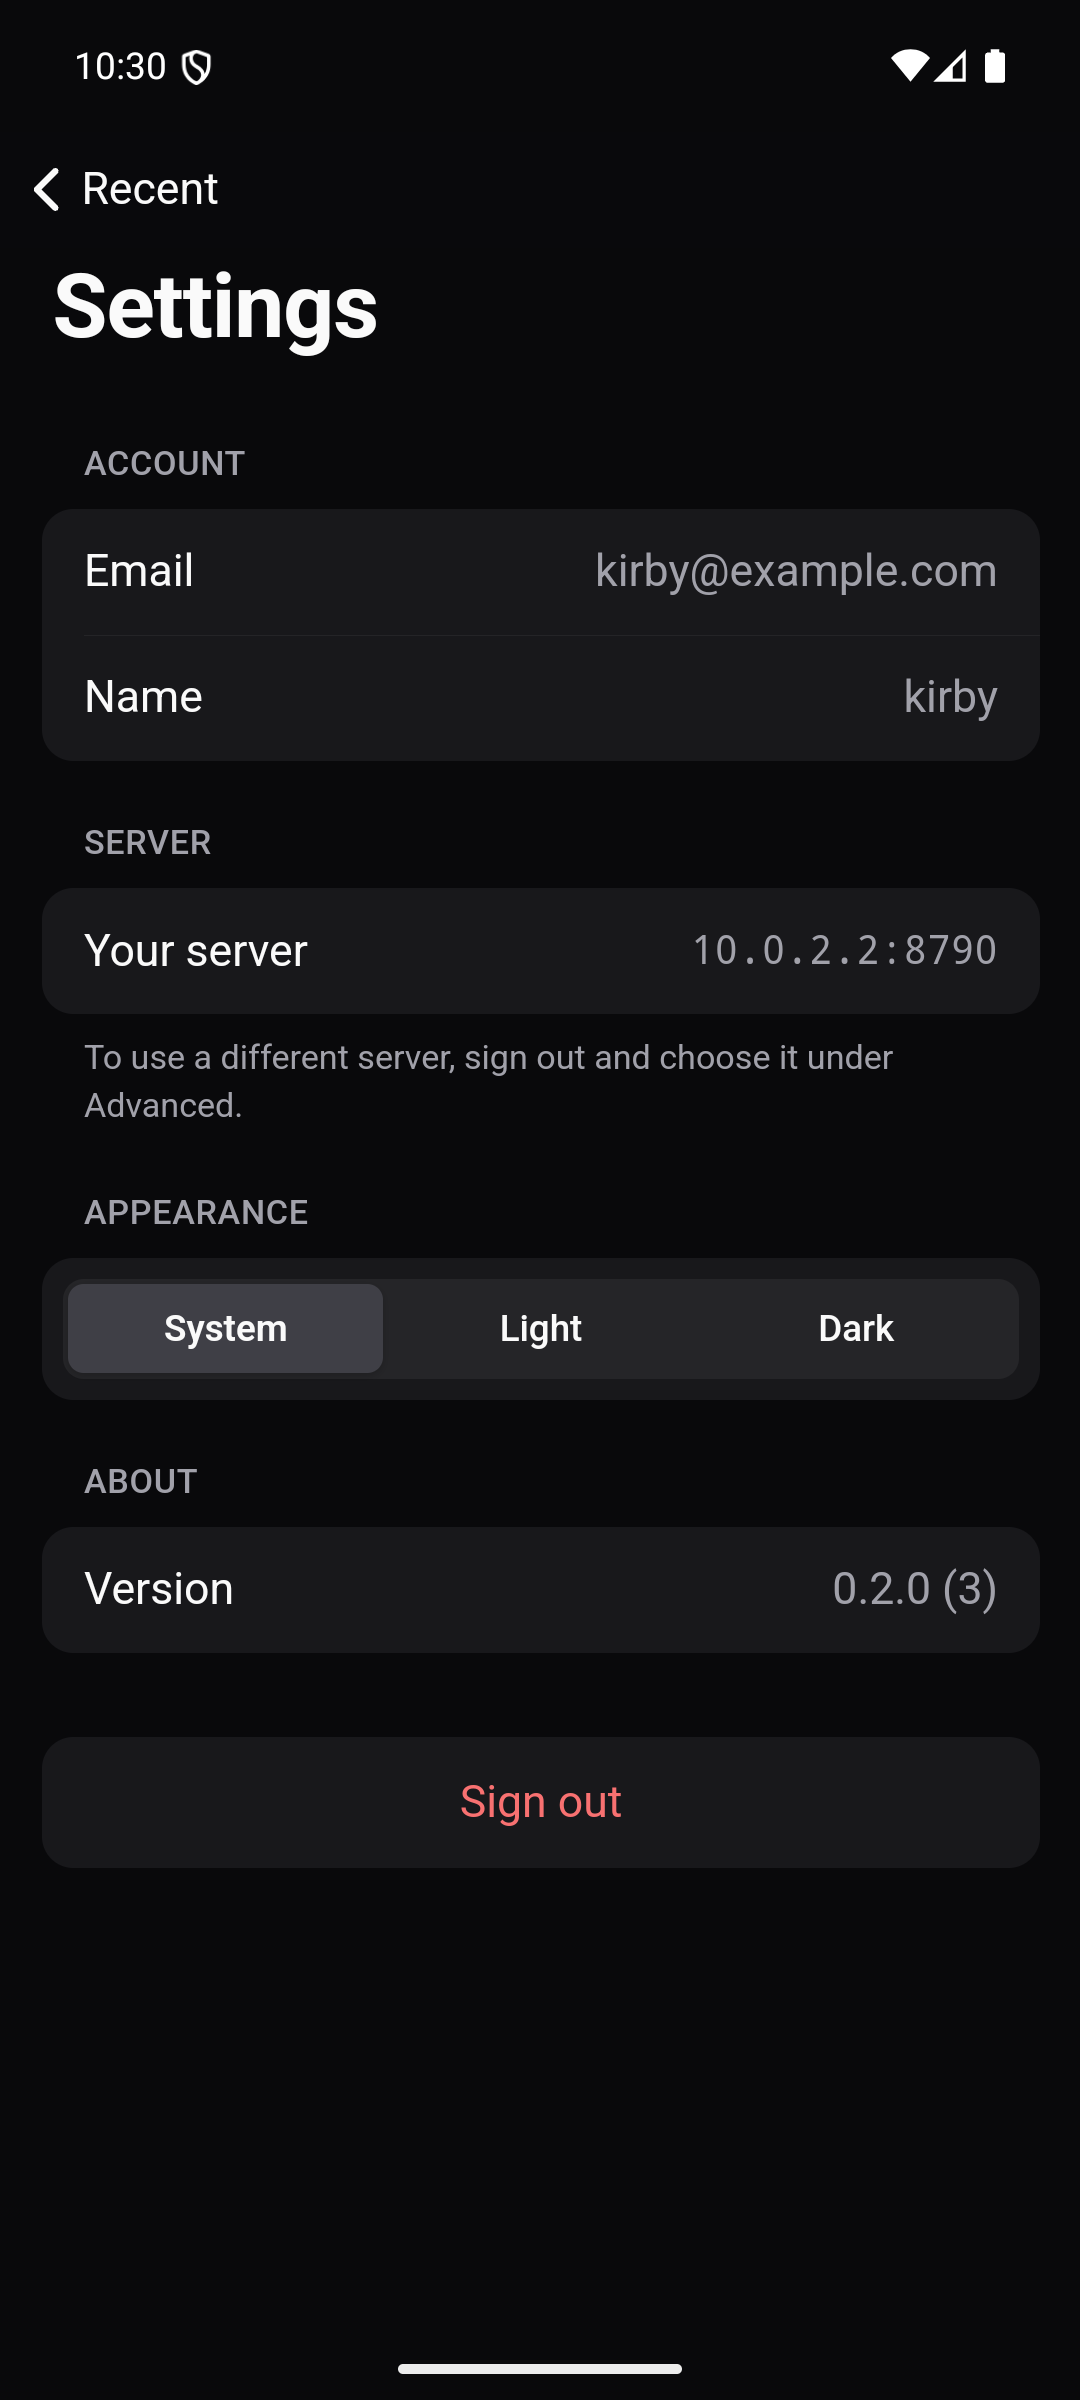 10:30
Recent
Settings
ACCOUNT
Email kirby@example.com
Name kirby
SERVER
Your server 10.0.2.2:8790
To use a different server, sign out and choose it under
Advanced.
APPEARANCE
System Light Dark
ABOUT
Version 0.2.0 (3)
Sign out